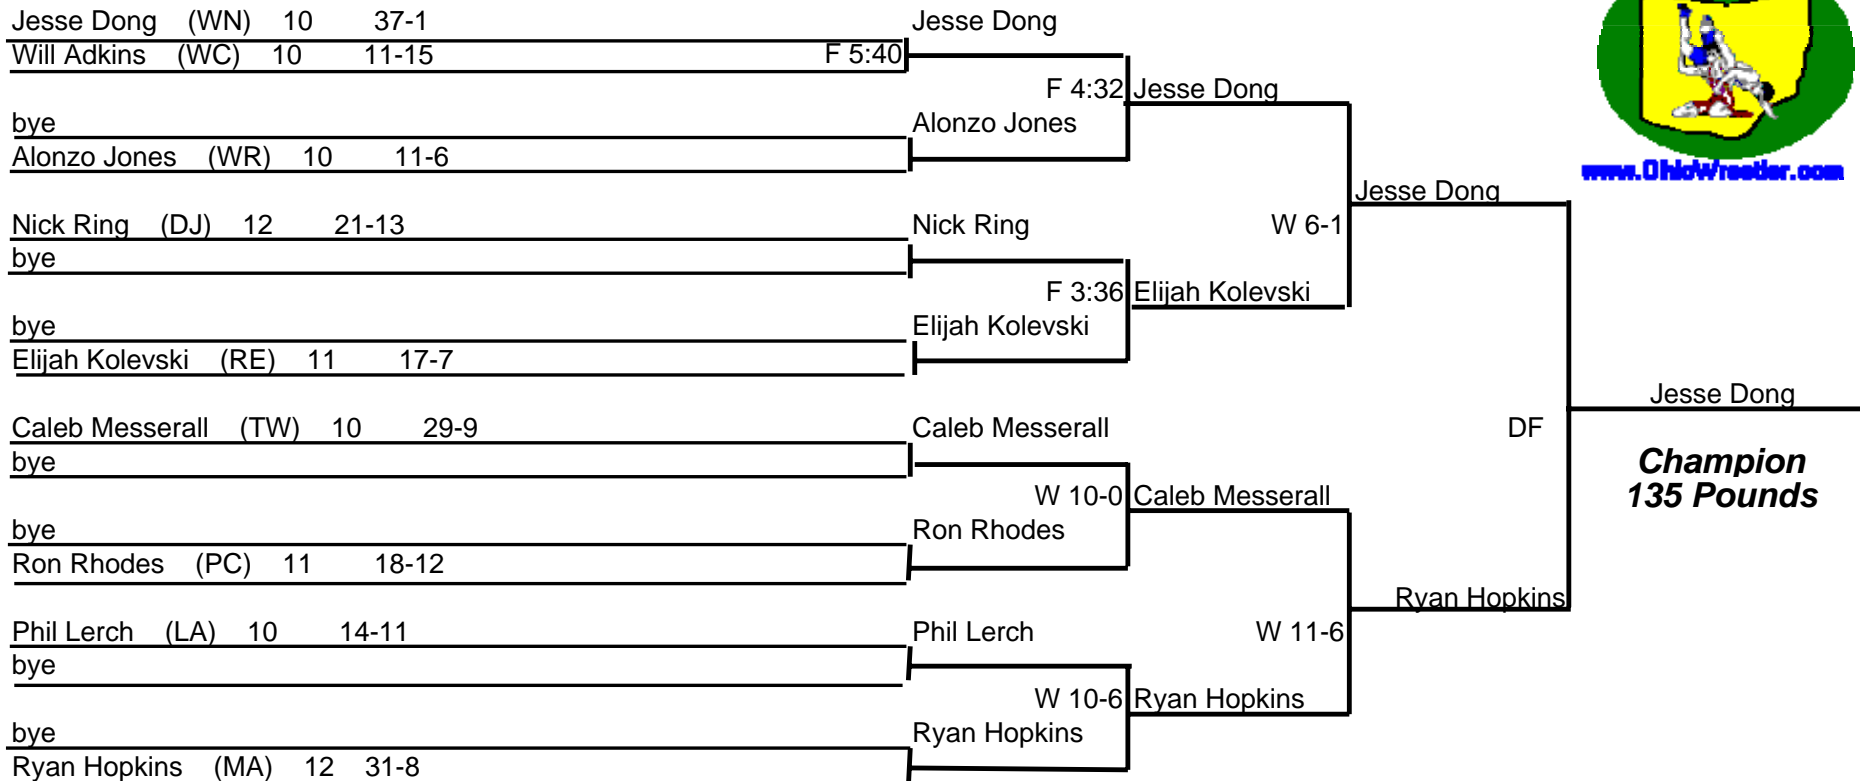 Jesse Dong (WN) 10 37-1 Jesse Dong
Will Adkins (WC) 10 11-15 F 5:40
F 4:32 Jesse Dong
bye Alonzo Jones
Alonzo Jones (WR) 10 11-6
www.OhioWrestler.com
Jesse Dong
Nick Ring (DJ) 12 21-13 Nick Ring W 6-1
bye
F 3:36 Elijah Kolevski
bye Elijah Kolevski
Elijah Kolevski (RE) 11 17-7
Jesse Dong
Caleb Messerall (TW) 10 29-9 Caleb Messerall DF
bye
Champion
135 Pounds
W 10-0 Caleb Messerall
bye Ron Rhodes
Ron Rhodes (PC) 11 18-12
Ryan Hopkins
Phil Lerch (LA) 10 14-11 Phil Lerch W 11-6
bye
W 10-6 Ryan Hopkins
bye Ryan Hopkins
Ryan Hopkins (MA) 12 31-8